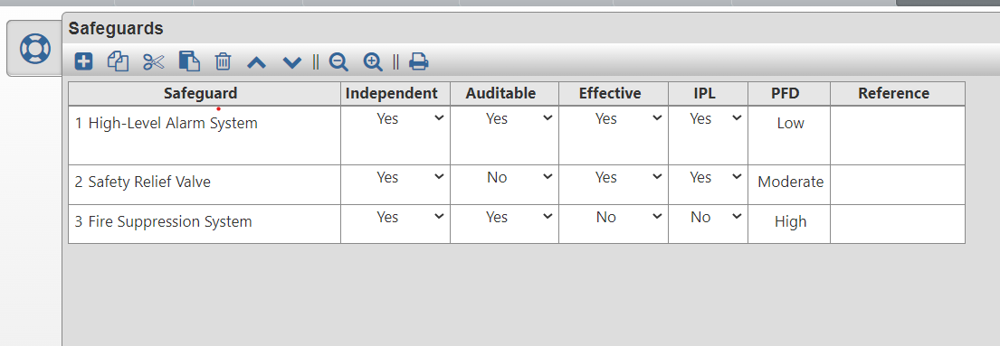 Safeguards
Safeguard Independent Auditable Effective IPL PFD Reference
1 High-Level Alarm System Yes Yes Yes Yes Low
2 Safety Relief Valve Yes No Yes Yes Moderate
3 Fire Suppression System Yes Yes No No High